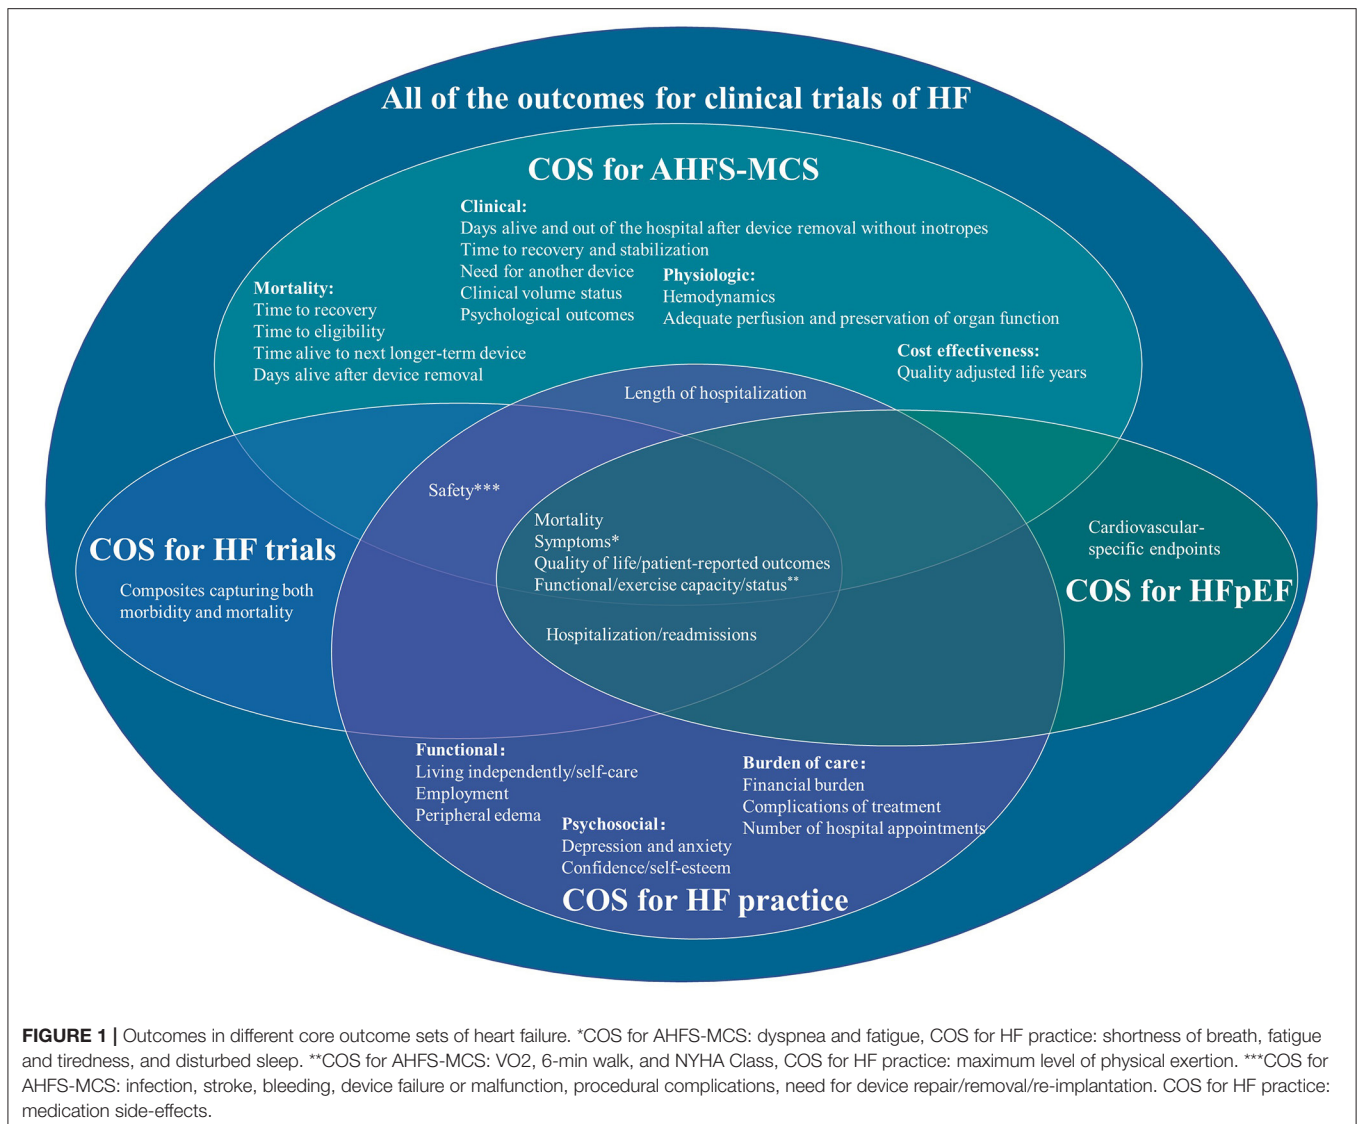 All of the outcomes for clinical trials of HF
COS for AHFS-MCS
Clinical:
Days alive and out of the hospital after device removal without inotropes
Time to recovery and stabilization
Need for another device
Clinical volume status
Psychological outcomes
Physiologic:
Hemodynamics
Adequate perfusion and preservation of organ function
Mortality:
Time to recovery
Time to eligibility
Time alive to next longer-term device
Days alive after device removal
Cost effectiveness:
Quality adjusted life years
Length of hospitalization
Safety***
Mortality
Symptoms*
Quality of life/patient-reported outcomes
Functional/exercise capacity/status**
Hospitalization/readmissions
COS for HF trials
Composites capturing both
morbidity and mortality
Cardiovascular-
specific endpoints
COS for HFpEF
Functional:
Living independently/self-care
Employment
Peripheral edema
Psychosocial:
Depression and anxiety
Confidence/self-esteem
Burden of care:
Financial burden
Complications of treatment
Number of hospital appointments
COS for HF practice
FIGURE 1 | Outcomes in different core outcome sets of heart failure. *COS for AHFS-MCS: dyspnea and fatigue, COS for HF practice: shortness of breath, fatigue
and tiredness, and disturbed sleep. **COS for AHFS-MCS: VO2, 6-min walk, and NYHA Class, COS for HF practice: maximum level of physical exertion. ***COS for
AHFS-MCS: infection, stroke, bleeding, device failure or malfunction, procedural complications, need for device repair/removal/re-implantation. COS for HF practice:
medication side-effects.